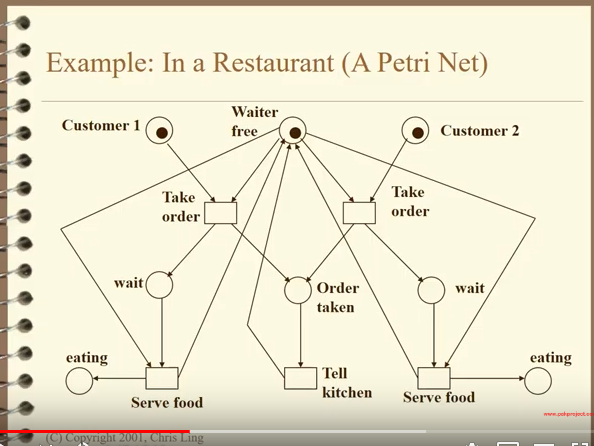 Example: In a Restaurant (A Petri Net)
Customer 1
Waiter
free
Customer 2
Take
order
Take
order
wait
Order
taken
wait
eating
Serve food
Tell
kitchen
Serve food
eating
www.pakproject.co
(C) Copyright 2001, Chris Ling